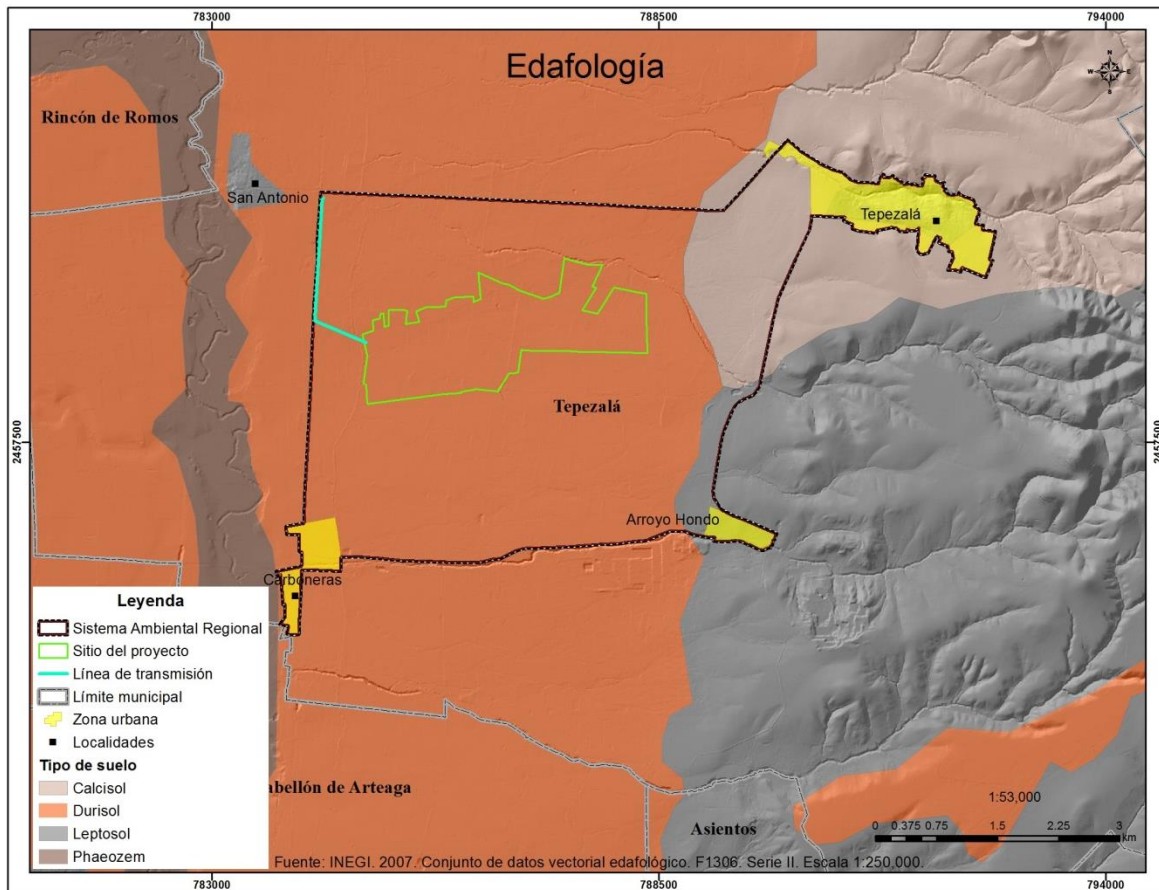 783000
788500
794000
Edafología
N
W
E
S
Rincón de Romos
San Antonio
Tepezalá
Tepezalá
2457500
2457500
Arroyo Hondo
Carboneras
Leyenda
Sistema Ambiental Regional
Sitio del proyecto
Línea de transmisión
Límite municipal
Zona urbana
Localidades
Tipo de suelo
Calcisol
Durisol
Leptosol
Phaeozem
abellón de Arteaga
Asientos
1:53,000
0 0.375 0.75 1.5 2.25 3
km
Fuente: INEGI. 2007. Conjunto de datos vectorial edafológico. F1306. Serie II. Escala 1:250,000.
783000
788500
794000